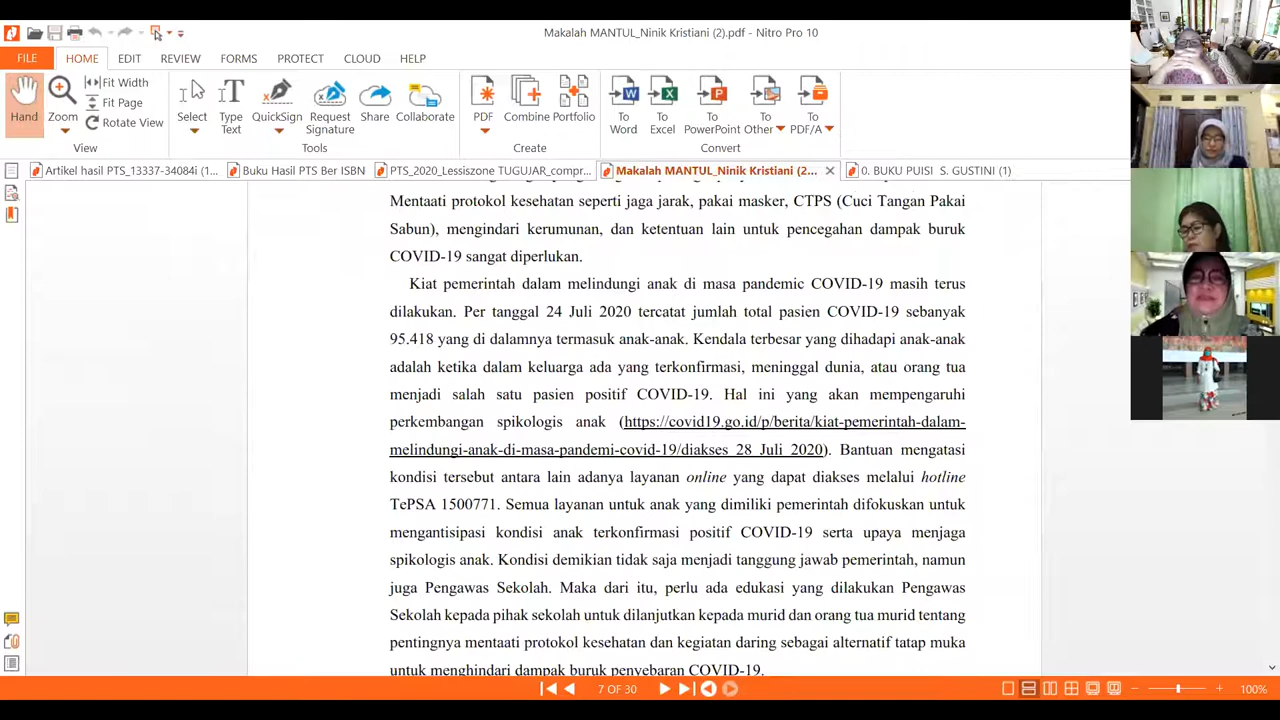 Makalah MANTUL_Ninik Kristiani (2).pdf - Nitro Pro 10
FILE HOME EDIT REVIEW FORMS PROTECT CLOUD HELP
Hand
Zoom
Fit Width
Fit Page
Rotate View
View
Select
Type Text
QuickSign
Request Signature
Share
Collaborate
Tools
PDF
Combine
Portfolio
Create
To Word
To Excel
To PowerPoint
To Other
To PDF/A
Convert
Artikel hasil PTS_13337-34084i (1...
Buku Hasil PTS Ber ISBN
PTS_2020_Lessiszone TUGUJAR_compr...
Makalah MANTUL_Ninik Kristiani (2...
0. BUKU PUISI S. GUSTINI (1)
Mentaati protokol kesehatan seperti jaga jarak, pakai masker, CTPS (Cuci Tangan Pakai
Sabun), mengindari kerumunan, dan ketentuan lain untuk pencegahan dampak buruk
COVID-19 sangat diperlukan.
Kiat pemerintah dalam melindungi anak di masa pandemic COVID-19 masih terus
dilakukan. Per tanggal 24 Juli 2020 tercatat jumlah total pasien COVID-19 sebanyak
95.418 yang di dalamnya termasuk anak-anak. Kendala terbesar yang dihadapi anak-anak
adalah ketika dalam keluarga ada yang terkonfirmasi, meninggal dunia, atau orang tua
menjadi salah satu pasien positif COVID-19. Hal ini yang akan mempengaruhi
perkembangan spikologis anak (https://covid19.go.id/p/berita/kiat-pemerintah-dalam-
melindungi-anak-di-masa-pandemi-covid-19/diakses 28 Juli 2020). Bantuan mengatasi
kondisi tersebut antara lain adanya layanan online yang dapat diakses melalui hotline
TePSA 1500771. Semua layanan untuk anak yang dimiliki pemerintah difokuskan untuk
mengantisipasi kondisi anak terkonfirmasi positif COVID-19 serta upaya menjaga
spikologis anak. Kondisi demikian tidak saja menjadi tanggung jawab pemerintah, namun
juga Pengawas Sekolah. Maka dari itu, perlu ada edukasi yang dilakukan Pengawas
Sekolah kepada pihak sekolah untuk dilanjutkan kepada murid dan orang tua murid tentang
pentingnya mentaati protokol kesehatan dan kegiatan daring sebagai alternatif tatap muka
untuk menghindari dampak buruk penyebaran COVID-19.
7 OF 30
100%